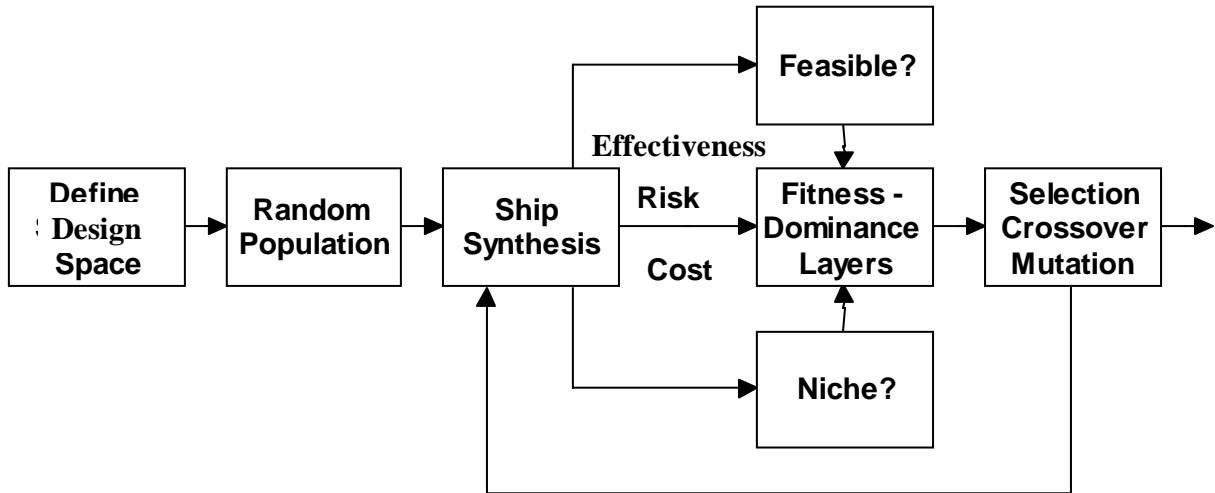 Feasible?
Effectiveness
Define
Design
Space
Random
Population
Ship
Synthesis
Risk
Cost
Fitness -
Dominance
Layers
Selection
Crossover
Mutation
Niche?